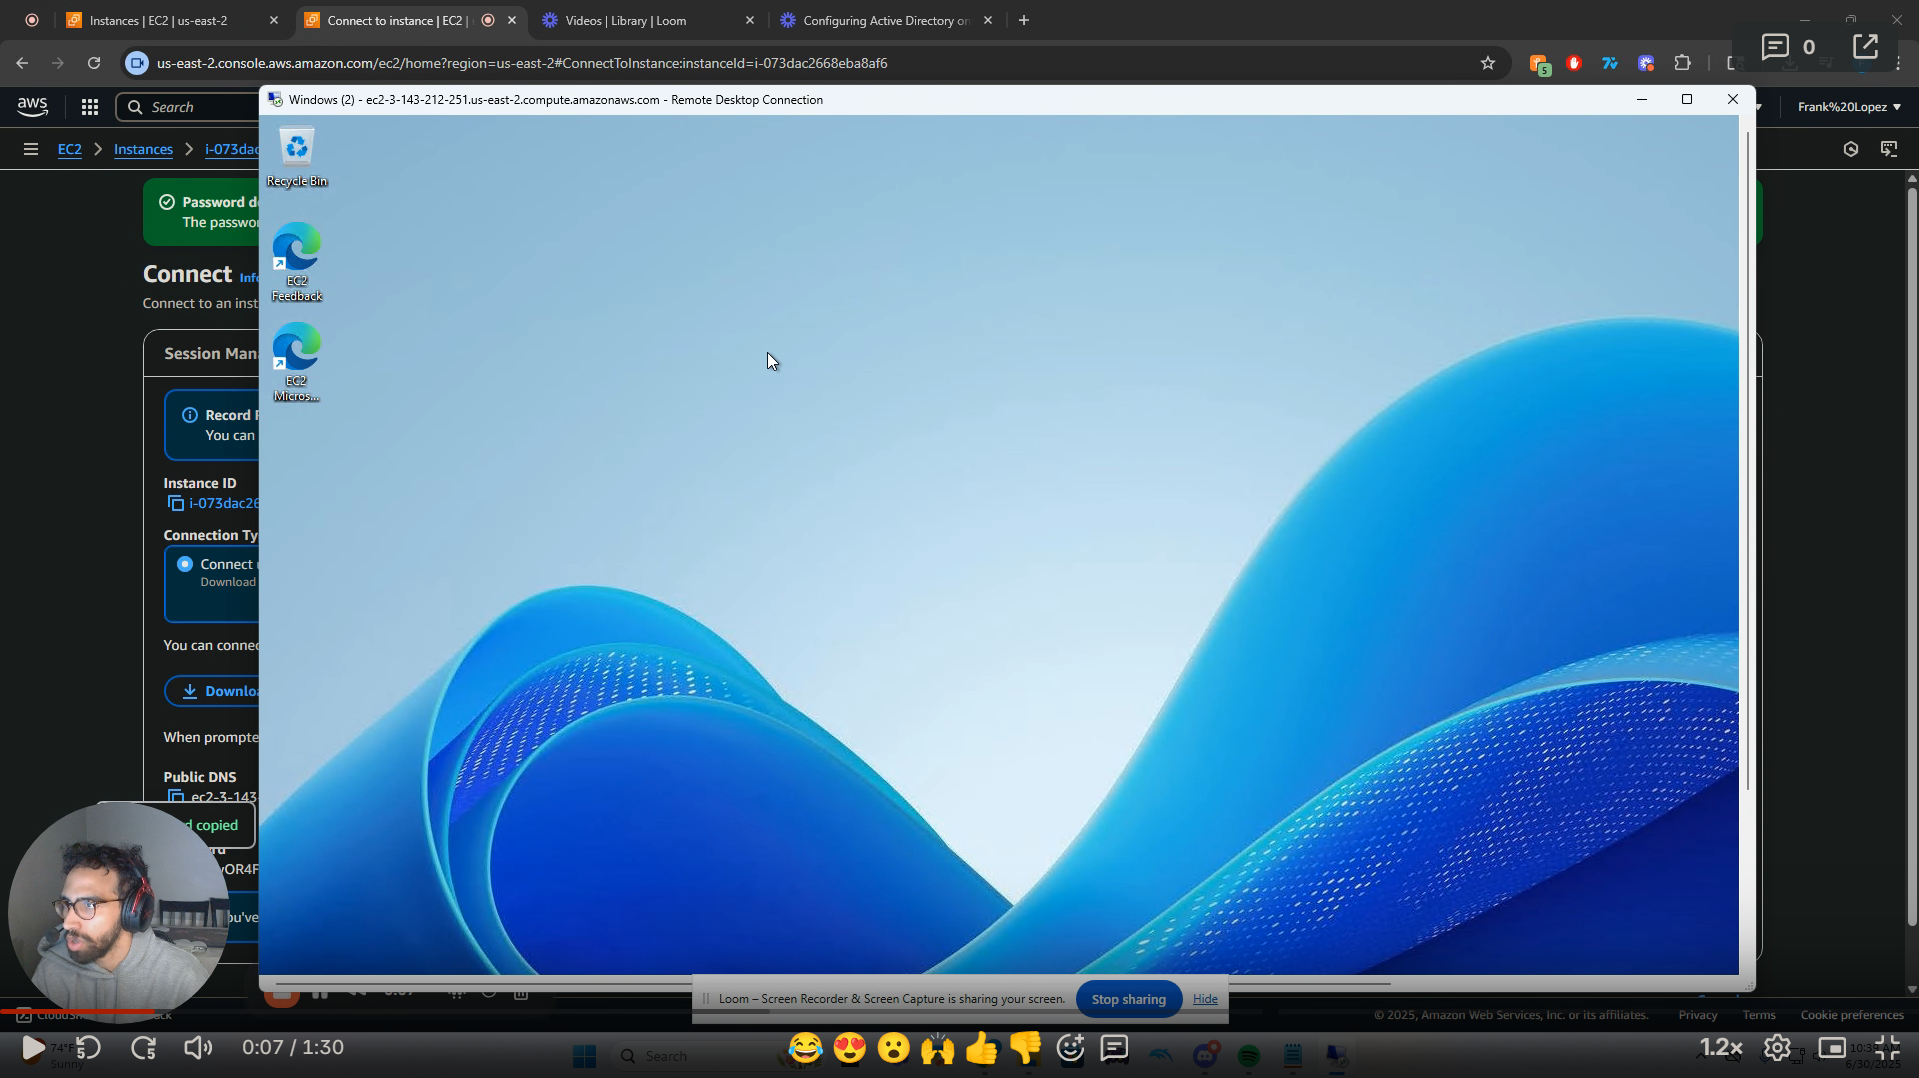 Instances | EC2 | us-east-2
Connect to instance | EC2 |
Videos | Library | Loom
Configuring Active Directory on
us-east-2.console.aws.amazon.com/ec2/home?region=us-east-2#ConnectToInstance:instanceId=i-073dac2668eba8af6
5
0
aws
Search
Windows (2) - ec2-3-143-212-251.us-east-2.compute.amazonaws.com - Remote Desktop Connection
Frank%20Lopez
EC2
Instances
i-073dac
Recycle Bin
Password d
The passwor
EC2
Feedback
Connect
Info
Connect to an inst
EC2
Micros...
Session Man
Record
You can
Instance ID
i-073dac26
Connection Ty
Connect
Download
You can connec
Downloa
When prompte
Public DNS
ec2-3-143-
d copied
OR4F
ou've
Loom – Screen Recorder & Screen Capture is sharing your screen.
Stop sharing
Hide
© 2025, Amazon Web Services, Inc. or its affiliates.
Privacy
Terms
Cookie preferences
74°F
Sunny
0:07 / 1:30
Search
1.2x
6/30/2025